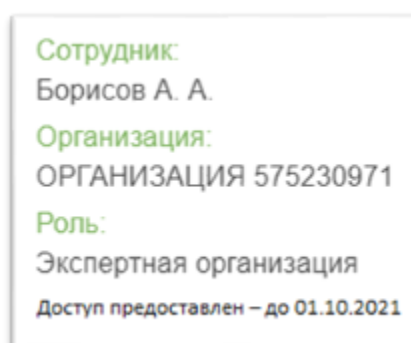 Сотрудник:
Борисов А. А.
Организация:
ОРГАНИЗАЦИЯ 575230971
Роль:
Экспертная организация
Доступ предоставлен – до 01.10.2021